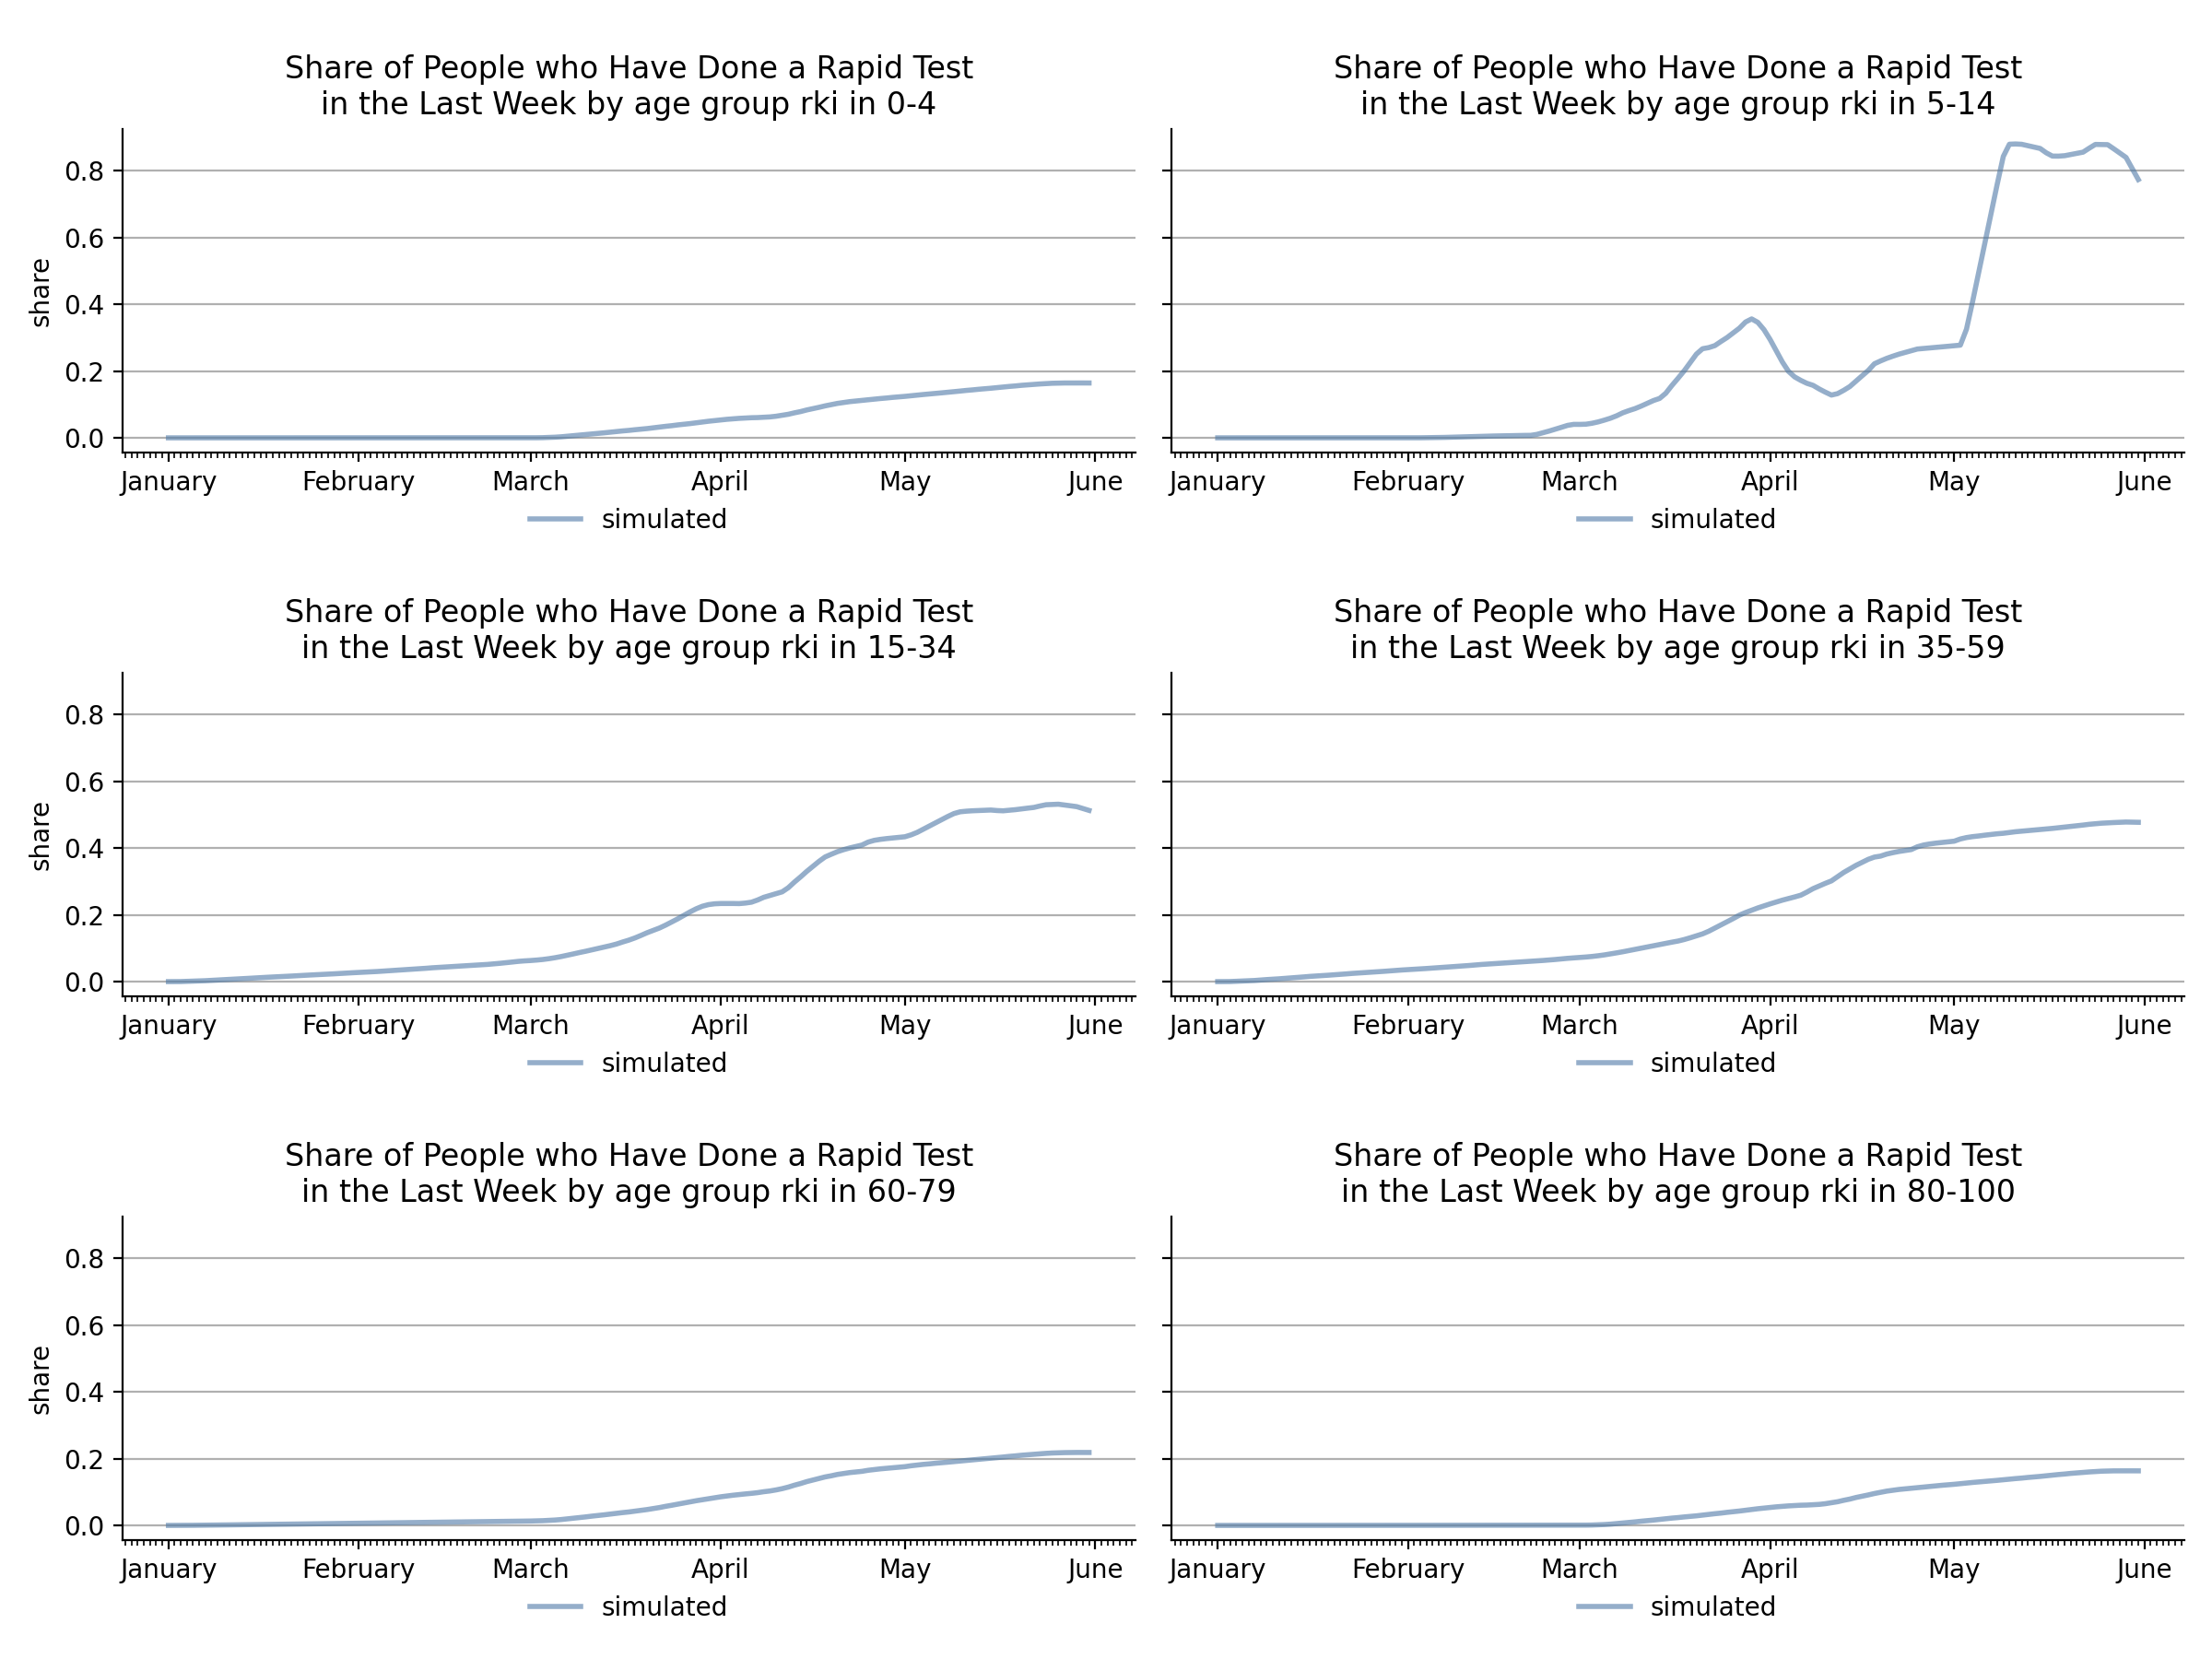 Share of People who Have Done a Rapid Test
in the Last Week by age group rki in 0-4
share
0.8
0.6
0.4
0.2
0.0
January February March April May June
simulated
Share of People who Have Done a Rapid Test
in the Last Week by age group rki in 5-14
January February March April May June
simulated
Share of People who Have Done a Rapid Test
in the Last Week by age group rki in 15-34
share
0.8
0.6
0.4
0.2
0.0
January February March April May June
simulated
Share of People who Have Done a Rapid Test
in the Last Week by age group rki in 35-59
January February March April May June
simulated
Share of People who Have Done a Rapid Test
in the Last Week by age group rki in 60-79
share
0.8
0.6
0.4
0.2
0.0
January February March April May June
simulated
Share of People who Have Done a Rapid Test
in the Last Week by age group rki in 80-100
January February March April May June
simulated